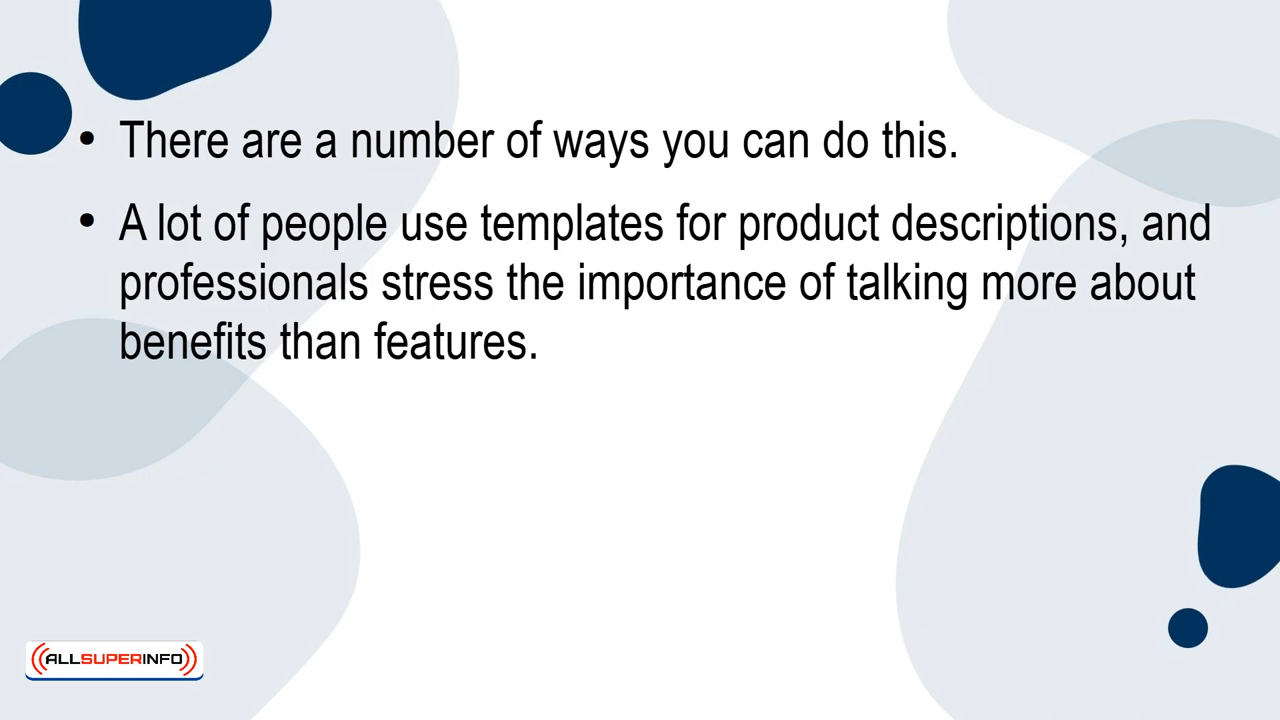 • There are a number of ways you can do this.
• A lot of people use templates for product descriptions, and
professionals stress the importance of talking more about
benefits than features.
ALLSUPERINFO